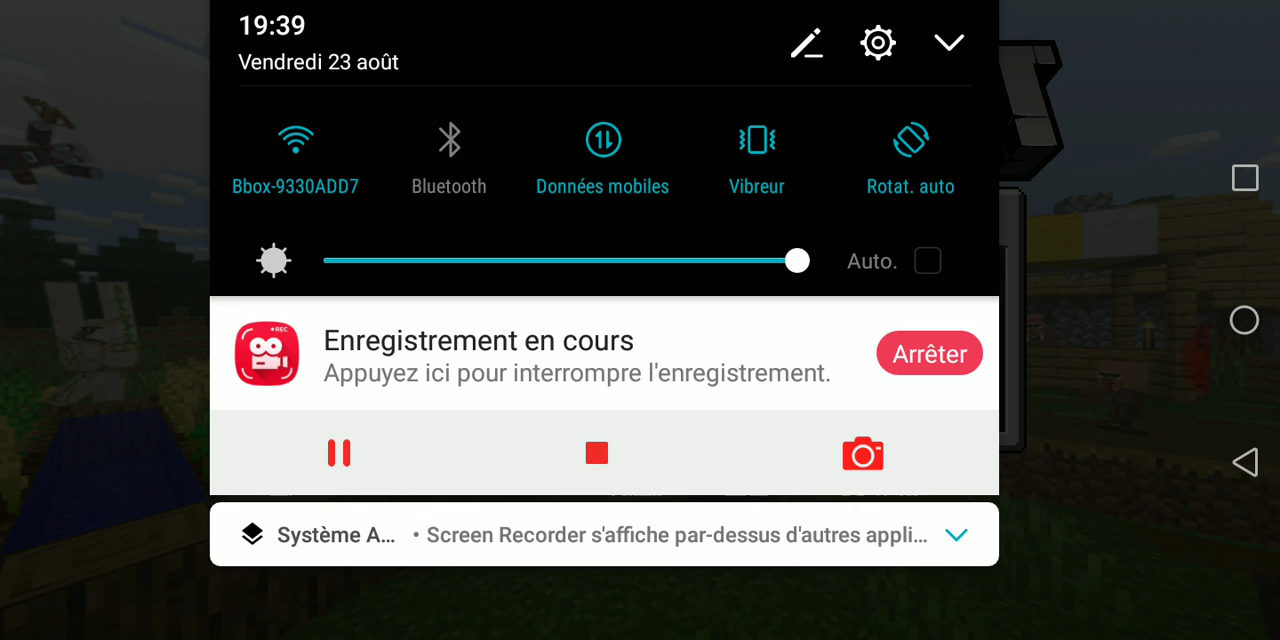 19:39
Vendredi 23 août
Bbox-9330ADD7
Bluetooth
Données mobiles
Vibreur
Rotat. auto
Auto.
REC
Enregistrement en cours
Appuyez ici pour interrompre l'enregistrement.
Arrêter
Système A... • Screen Recorder s'affiche par-dessus d'autres appli...